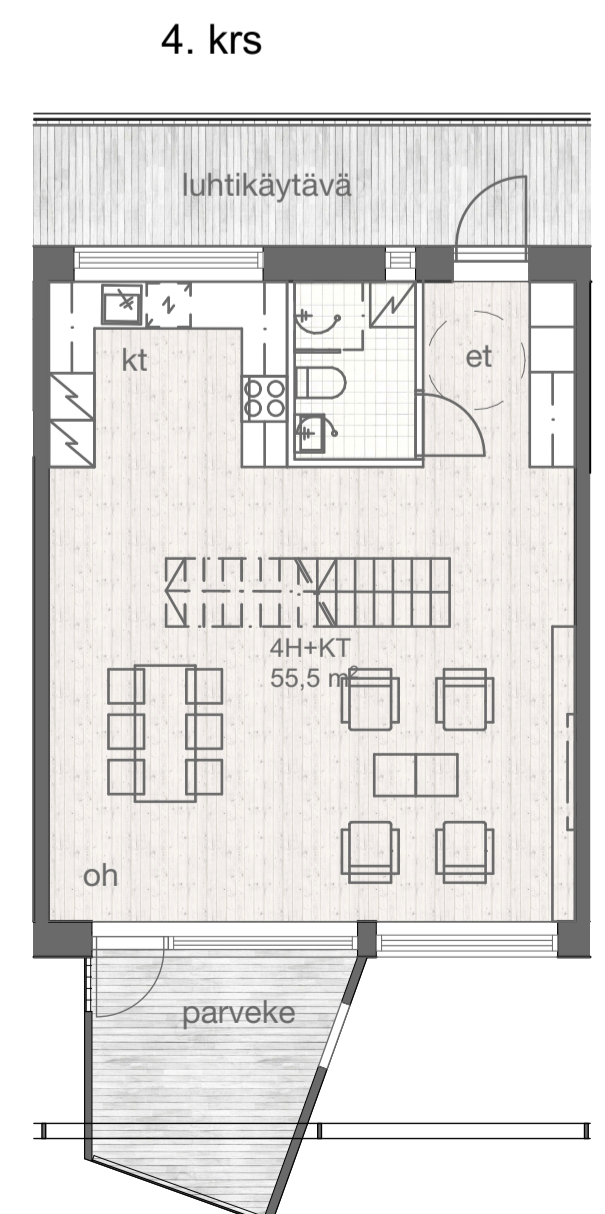 4. krs
luhtikäytävä
kt
et
4H+KT
55,5 m²
oh
parveke